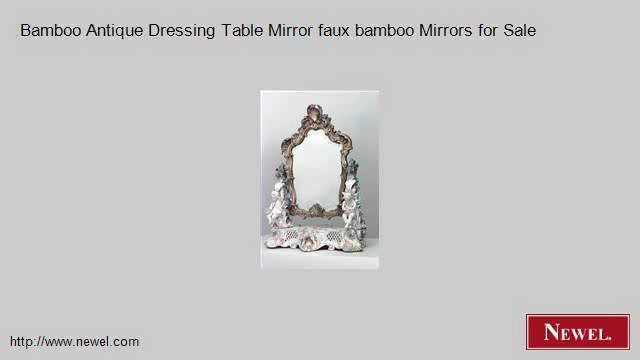 Bamboo Antique Dressing Table Mirror faux bamboo Mirrors for Sale
http://www.newel.com
NEWEL.